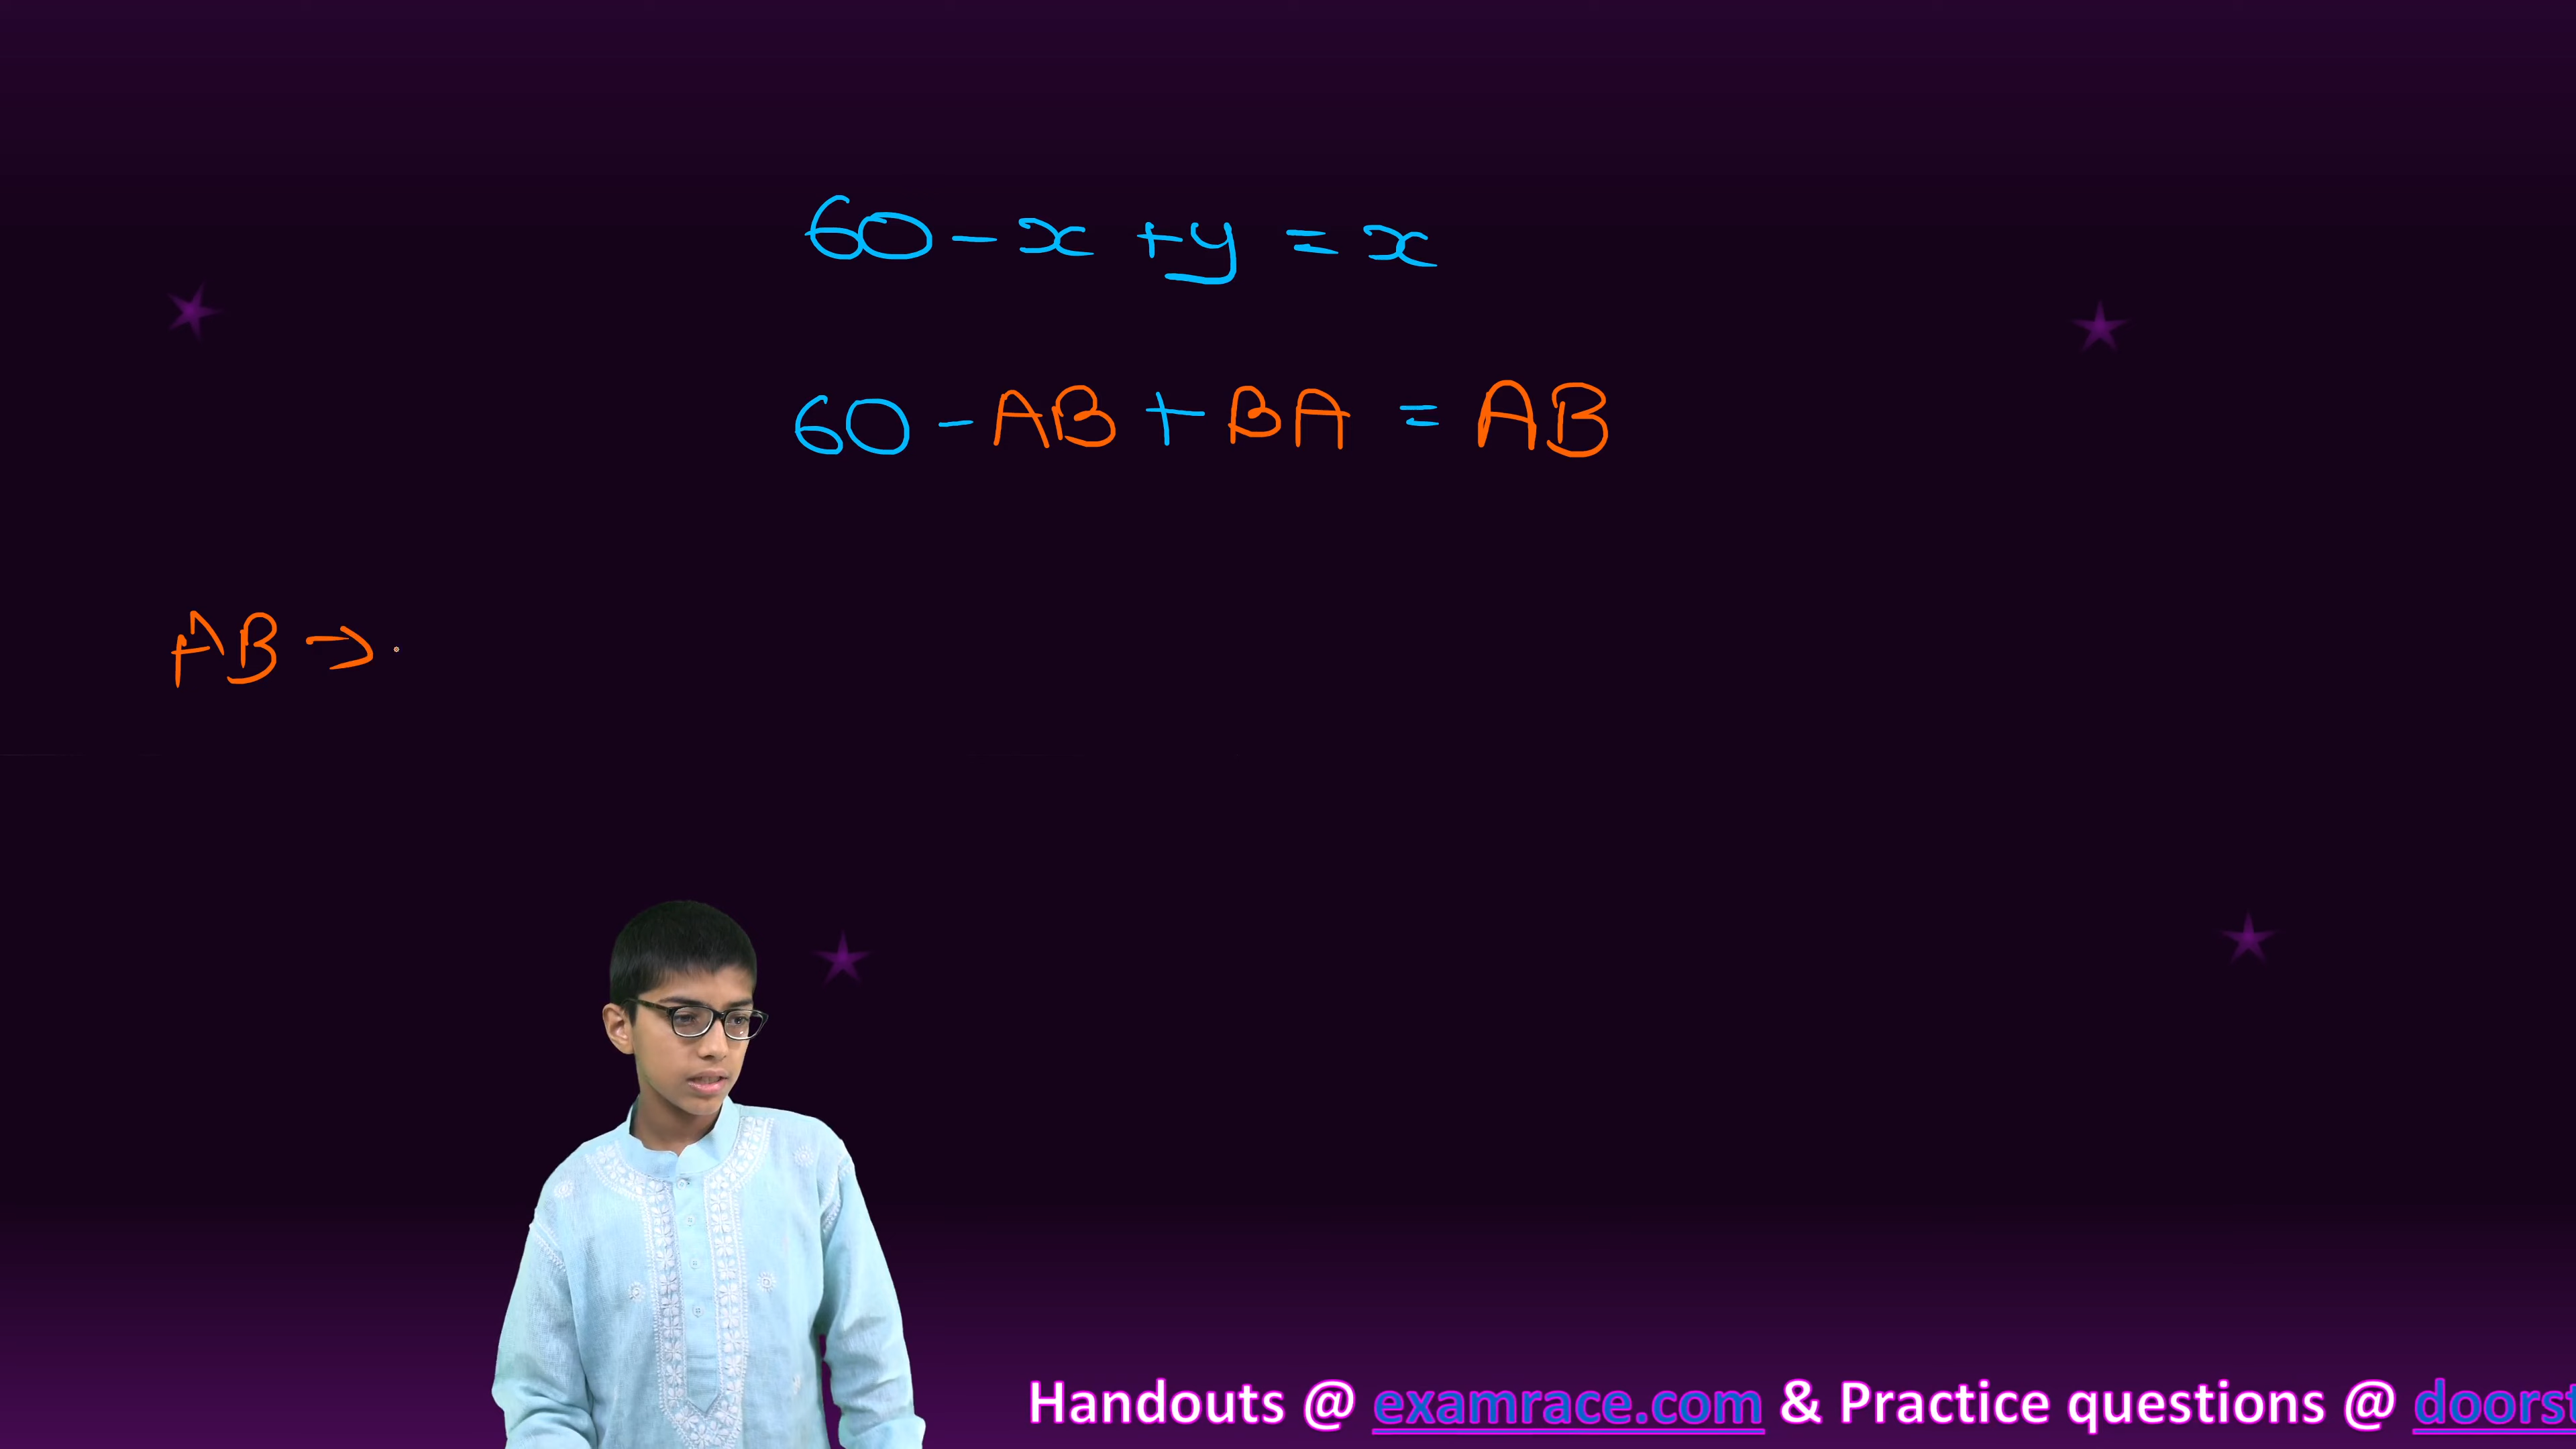 60 - x + y = x
60 - AB + BA = AB
AB →
Handouts @ examrace.com & Practice questions @ doorst